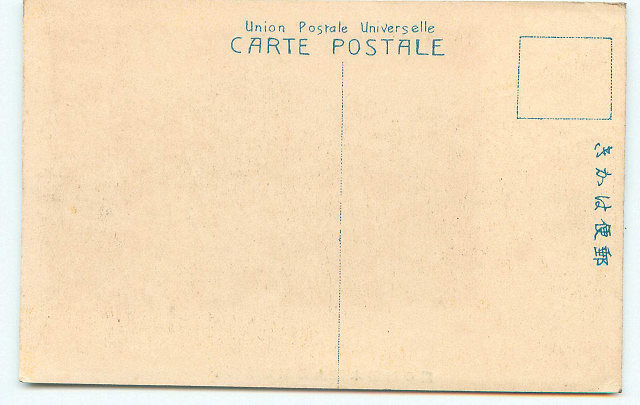 Union Postale Universelle
CARTE POSTALE
郵便はかき